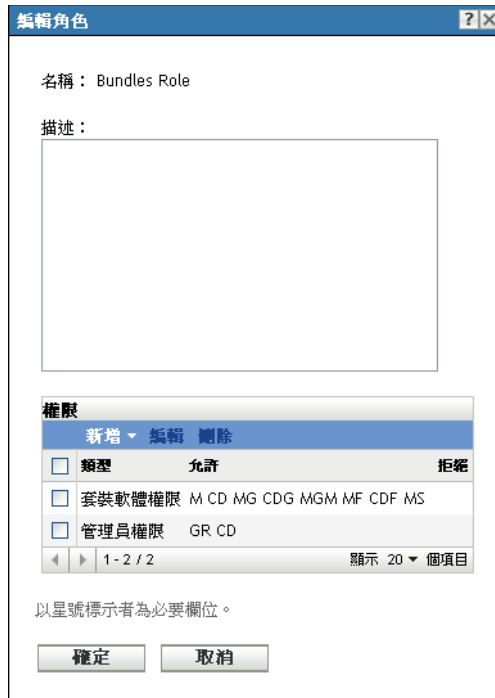 編輯角色
名稱： Bundles Role
描述：
權限
新增 編輯 刪除
類型 允許 拒絕
套裝軟體權限 M CD MG CDG MGM MF CDF MS
管理員權限 GR CD
1 - 2 / 2 顯示 20 個項目
以星號標示者為必要欄位。
確定 取消